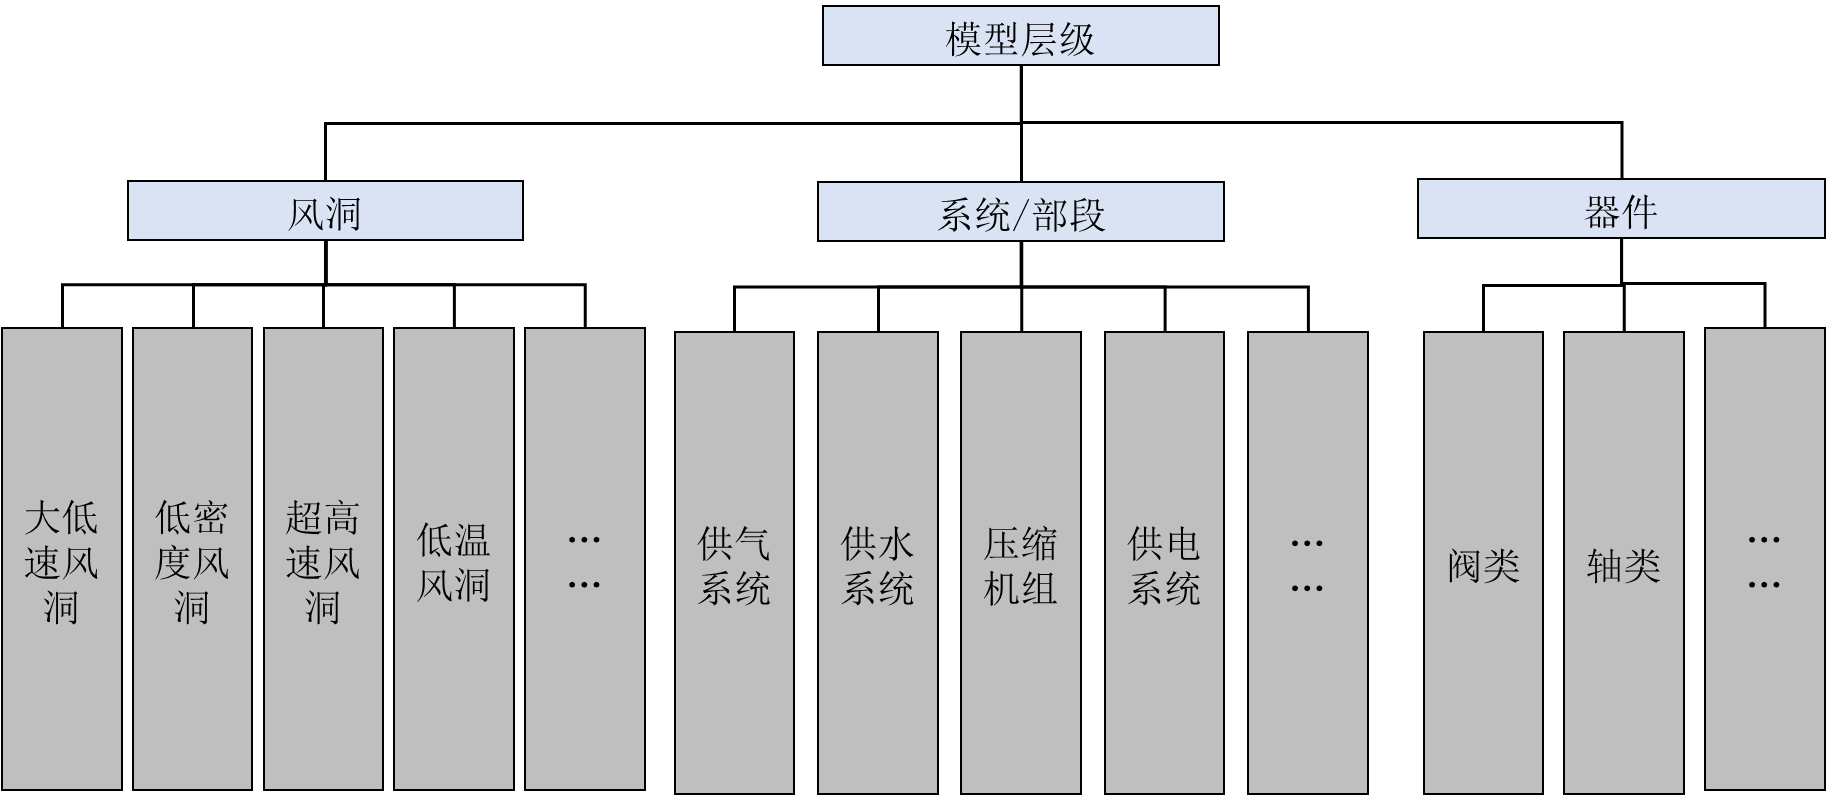 模型层级
风洞
系统/部段
器件
大低
速风
洞
低密
度风
洞
超高
速风
洞
低温
风洞
...
...
供气
系统
供水
系统
压缩
机组
供电
系统
...
...
阀类
轴类
...
...